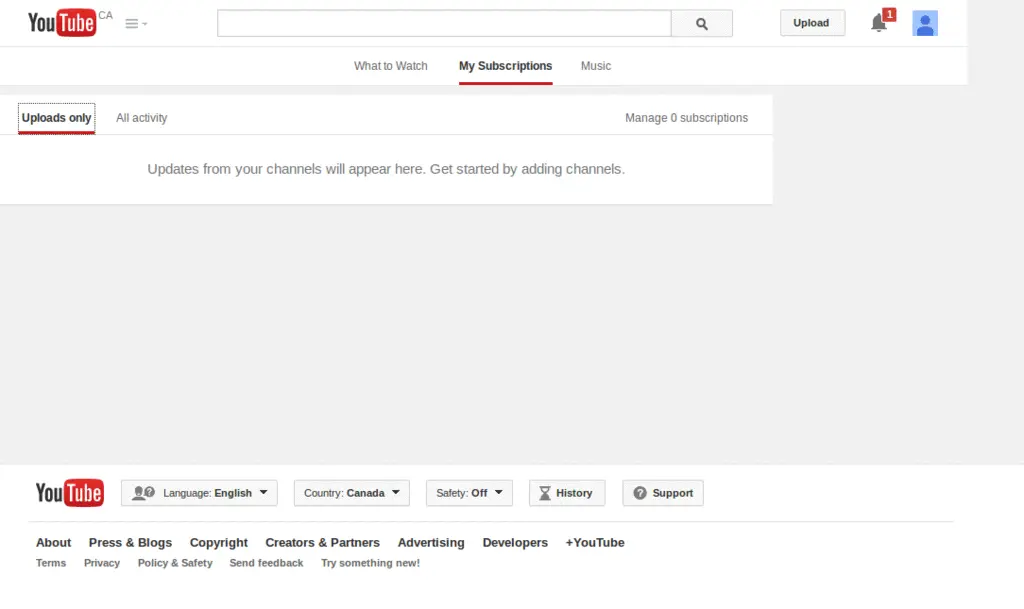 YouTube CA
Upload
1
What to Watch My Subscriptions Music
Uploads only All activity Manage 0 subscriptions
Updates from your channels will appear here. Get started by adding channels.
YouTube Language: English Country: Canada Safety: Off History ? Support
About Press & Blogs Copyright Creators & Partners Advertising Developers +YouTube
Terms Privacy Policy & Safety Send feedback Try something new!